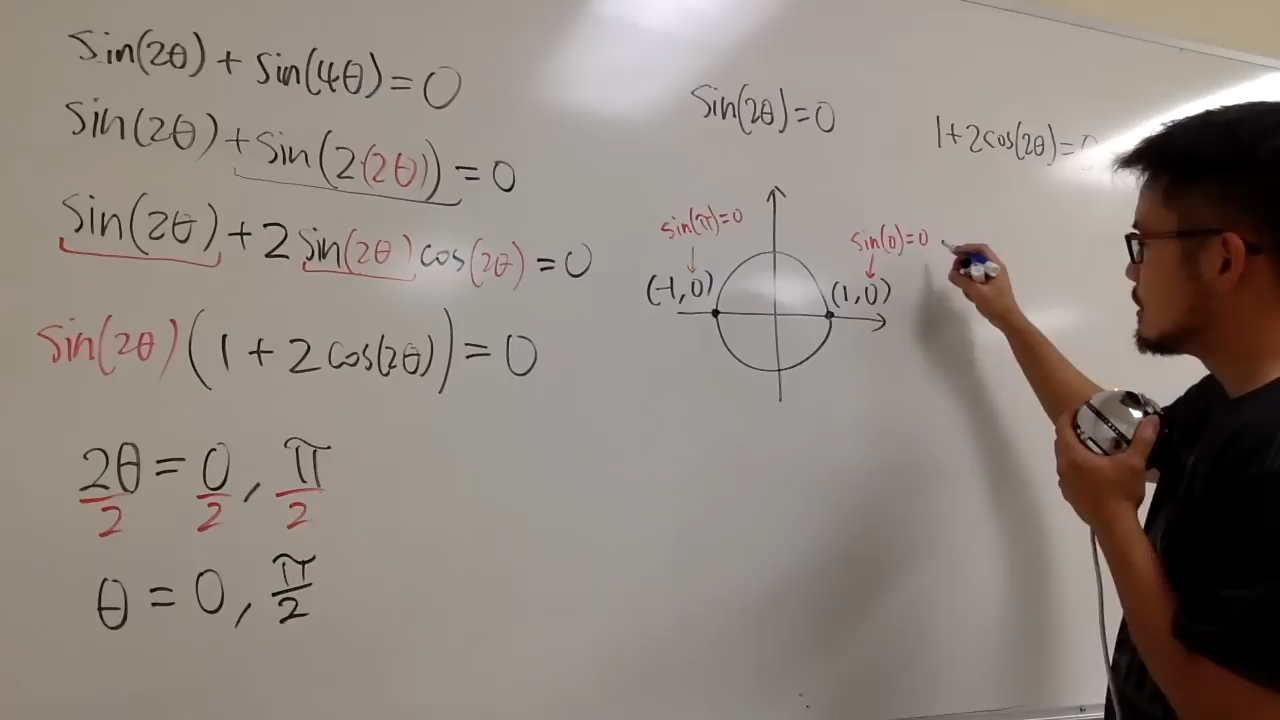 sin(2θ) + sin(4θ) = 0
sin(2θ) + sin(2(2θ)) = 0
sin(2θ) + 2 sin(2θ) cos(2θ) = 0
sin(2θ)(1 + 2 cos(2θ)) = 0
2θ/2 = 0/2, π/2
θ = 0, π/2
sin(2θ) = 0
1 + 2cos(2θ) = 0
sin(π) = 0
sin(0) = 0
(-1, 0)
(1, 0)